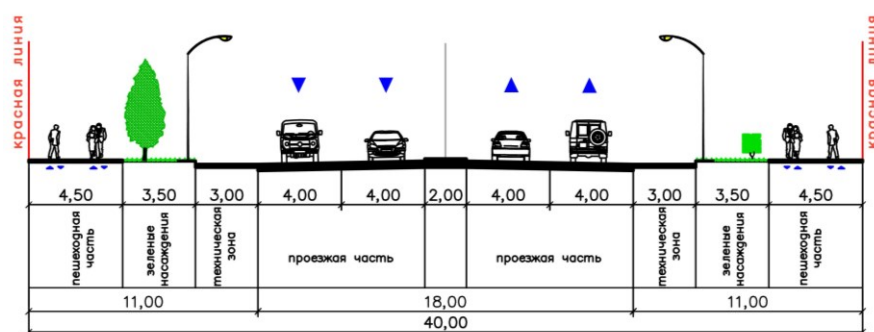 красная линия
красная линия
4,50
3,50
3,00
4,00
4,00
2,00
4,00
4,00
3,00
3,50
4,50
пешеходная
часть
зеленые
насаждения
техническая
зона
проезжая часть
проезжая часть
техническая
зона
зеленые
насаждения
пешеходная
часть
11,00
18,00
11,00
40,00